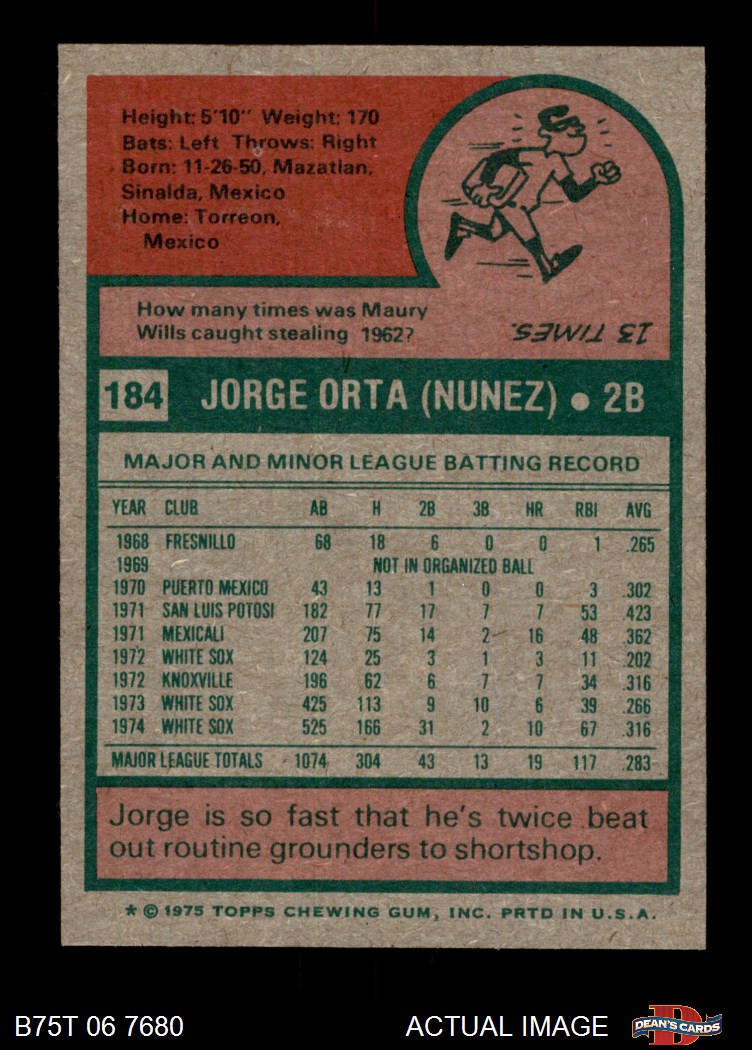 Height: 5'10" Weight: 170
Bats: Left Throws: Right
Born: 11-26-50, Mazatlan,
Sinalda, Mexico
Home: Torreon,
Mexico
How many times was Maury
Wills caught stealing 1962?
13 TIMES.
184 JORGE ORTA (NUNEZ) • 2B
MAJOR AND MINOR LEAGUE BATTING RECORD
YEAR CLUB AB H 2B 3B HR RBI AVG
1968 FRESNILLO 68 18 6 0 0 1 .265
1969 NOT IN ORGANIZED BALL
1970 PUERTO MEXICO 43 13 1 0 0 3 .302
1971 SAN LUIS POTOSI 182 77 17 7 7 53 .423
1971 MEXICALI 207 75 14 2 16 48 .362
1972 WHITE SOX 124 25 3 1 3 11 .202
1972 KNOXVILLE 196 62 6 7 7 34 .316
1973 WHITE SOX 425 113 9 10 6 39 .266
1974 WHITE SOX 525 166 31 2 10 67 .316
MAJOR LEAGUE TOTALS 1074 304 43 13 19 117 .283
Jorge is so fast that he's twice beat
out routine grounders to shortshop.
* © 1975 TOPPS CHEWING GUM, INC. PRTD IN U.S.A.
B75T 06 7680 ACTUAL IMAGE DEAN'S CARDS